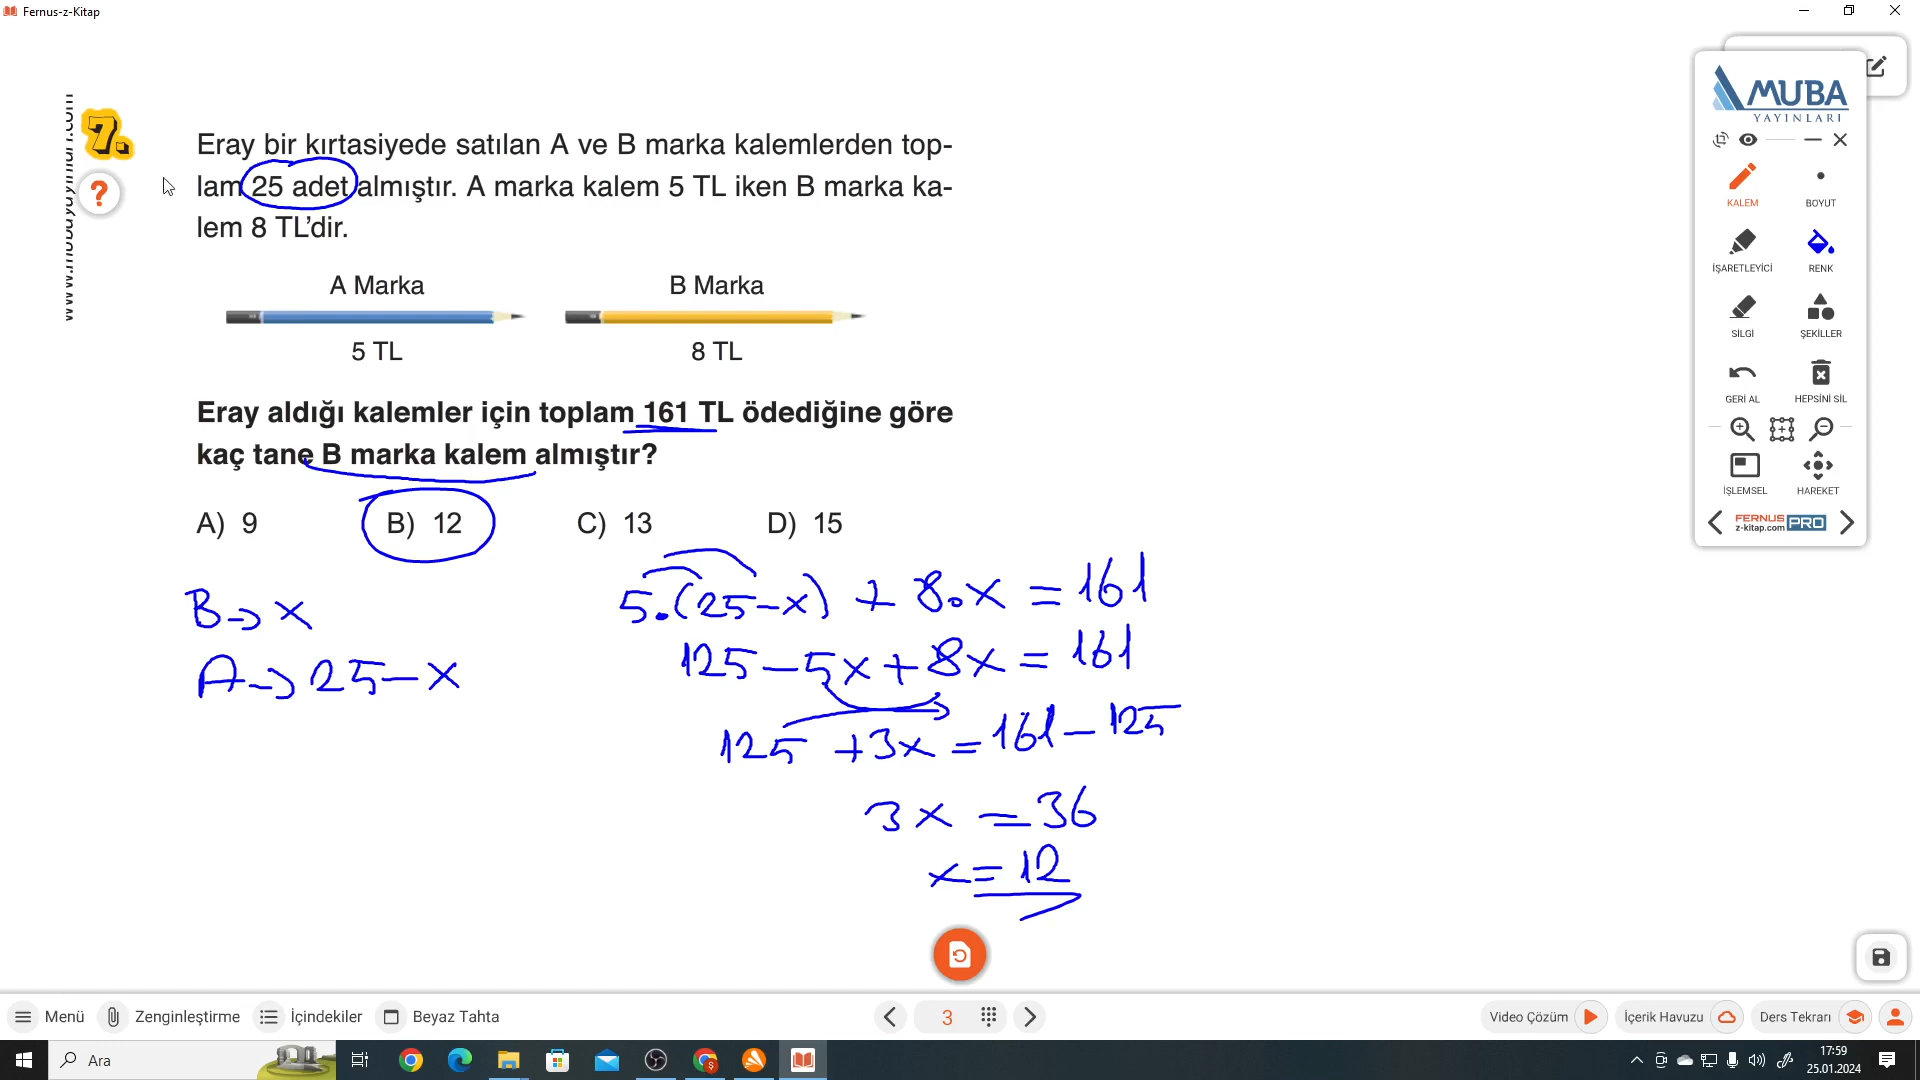 Fernus-z-Kitap
7.
?
Eray bir kırtasiyede satılan A ve B marka kalemlerden top-
lam 25 adet almıştır. A marka kalem 5 TL iken B marka ka-
lem 8 TL'dir.
A Marka B Marka
5 TL 8 TL
Eray aldığı kalemler için toplam 161 TL ödediğine göre
kaç tane B marka kalem almıştır?
A) 9 B) 12 C) 13 D) 15
B → x
A → 25 - x
5.(25-x) + 8.x = 161
125 - 5x + 8x = 161
125 + 3x = 161 - 125
3x = 36
x = 12
MUBA
YAYINLARI
KALEM BOYUT
İŞARETLEYİCİ RENK
SİLGİ ŞEKİLLER
GERİ AL HEPSİNİ SİL
İŞLEMSEL HAREKET
FERNUS PRO
z-kitap.com
Menü Zenginleştirme İçindekiler Beyaz Tahta 3 Video Çözüm İçerik Havuzu Ders Tekrarı
Ara 17:59
25.01.2024